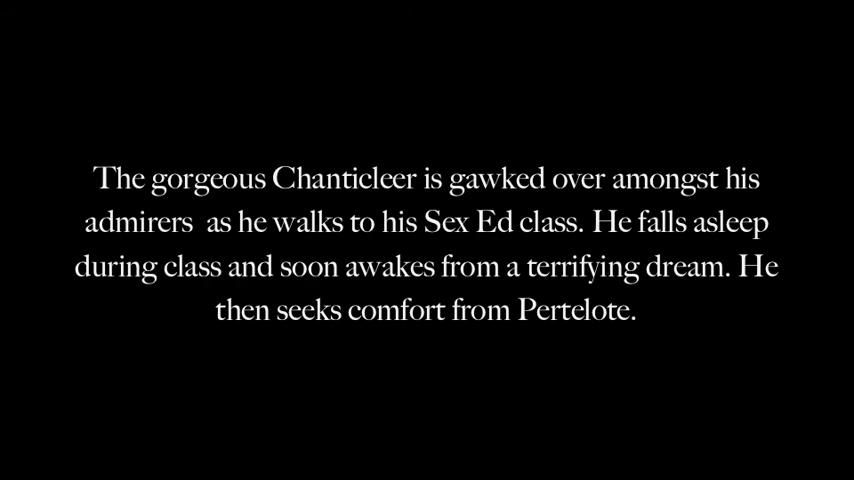 The gorgeous Chanticleer is gawked over amongst his
admirers  as he walks to his Sex Ed class. He falls asleep
during class and soon awakes from a terrifying dream. He
then seeks comfort from Pertelote.